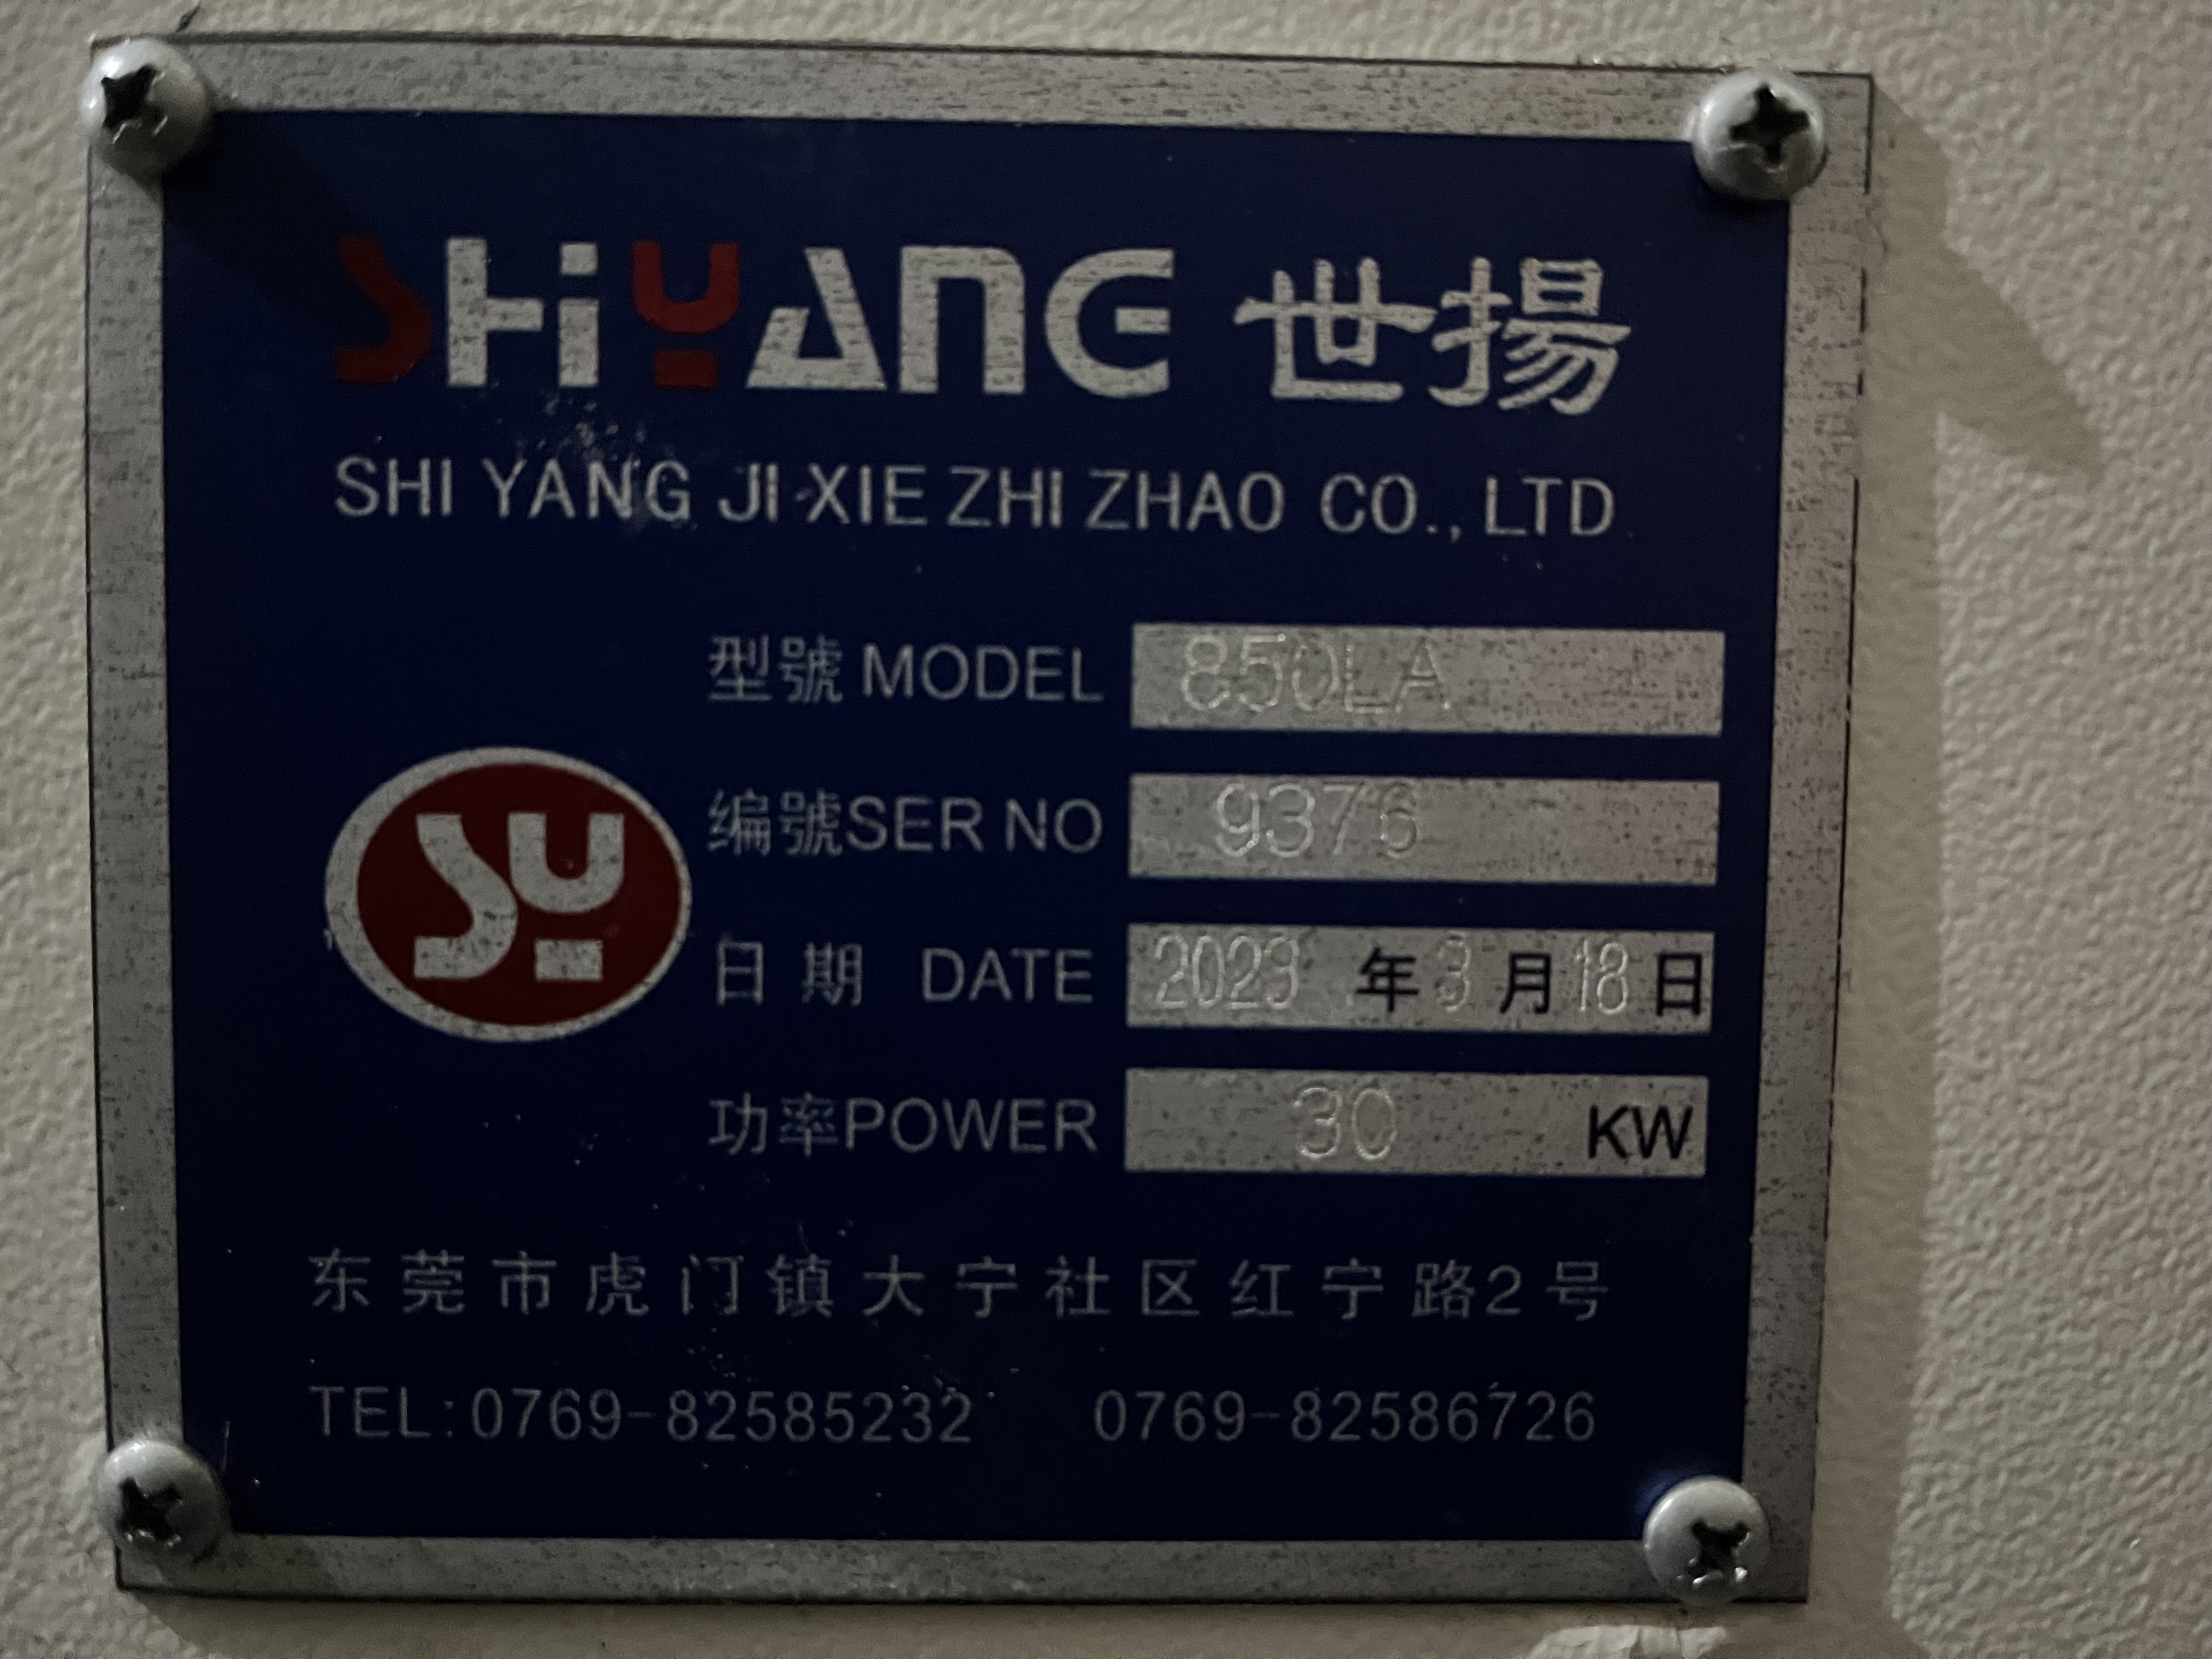 SHIYANG 世揚
SHI YANG JI XIE ZHI ZHAO CO., LTD
型號 MODEL 850LA
编號SER NO 9376
SY
日期 DATE 2023 年 3 月 18 日
功率POWER 30 KW
东莞市虎门镇大宁社区红宁路2号
TEL:0769-82585232 0769-82586726